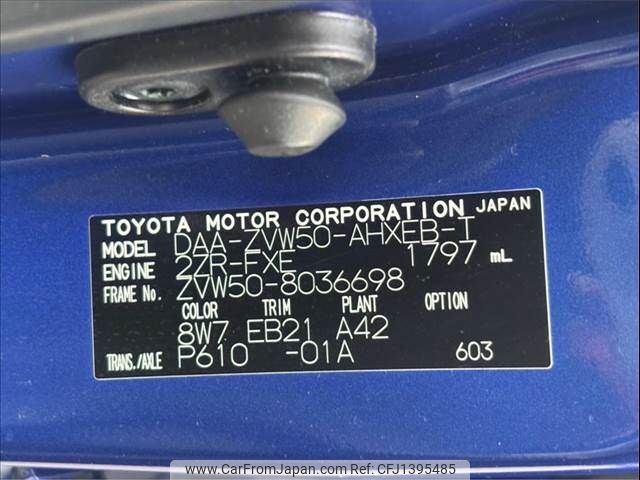 TOYOTA MOTOR CORPORATION JAPAN
MODEL DAA-ZVW50-AHXEB-T
ENGINE 2ZR-FXE 1797 mL
FRAME No. ZVW50-8036698
COLOR TRIM PLANT OPTION
8W7 EB21 A42
TRANS./AXLE P610 -01A 603
www.CarFromJapan.com - CFJ1395485